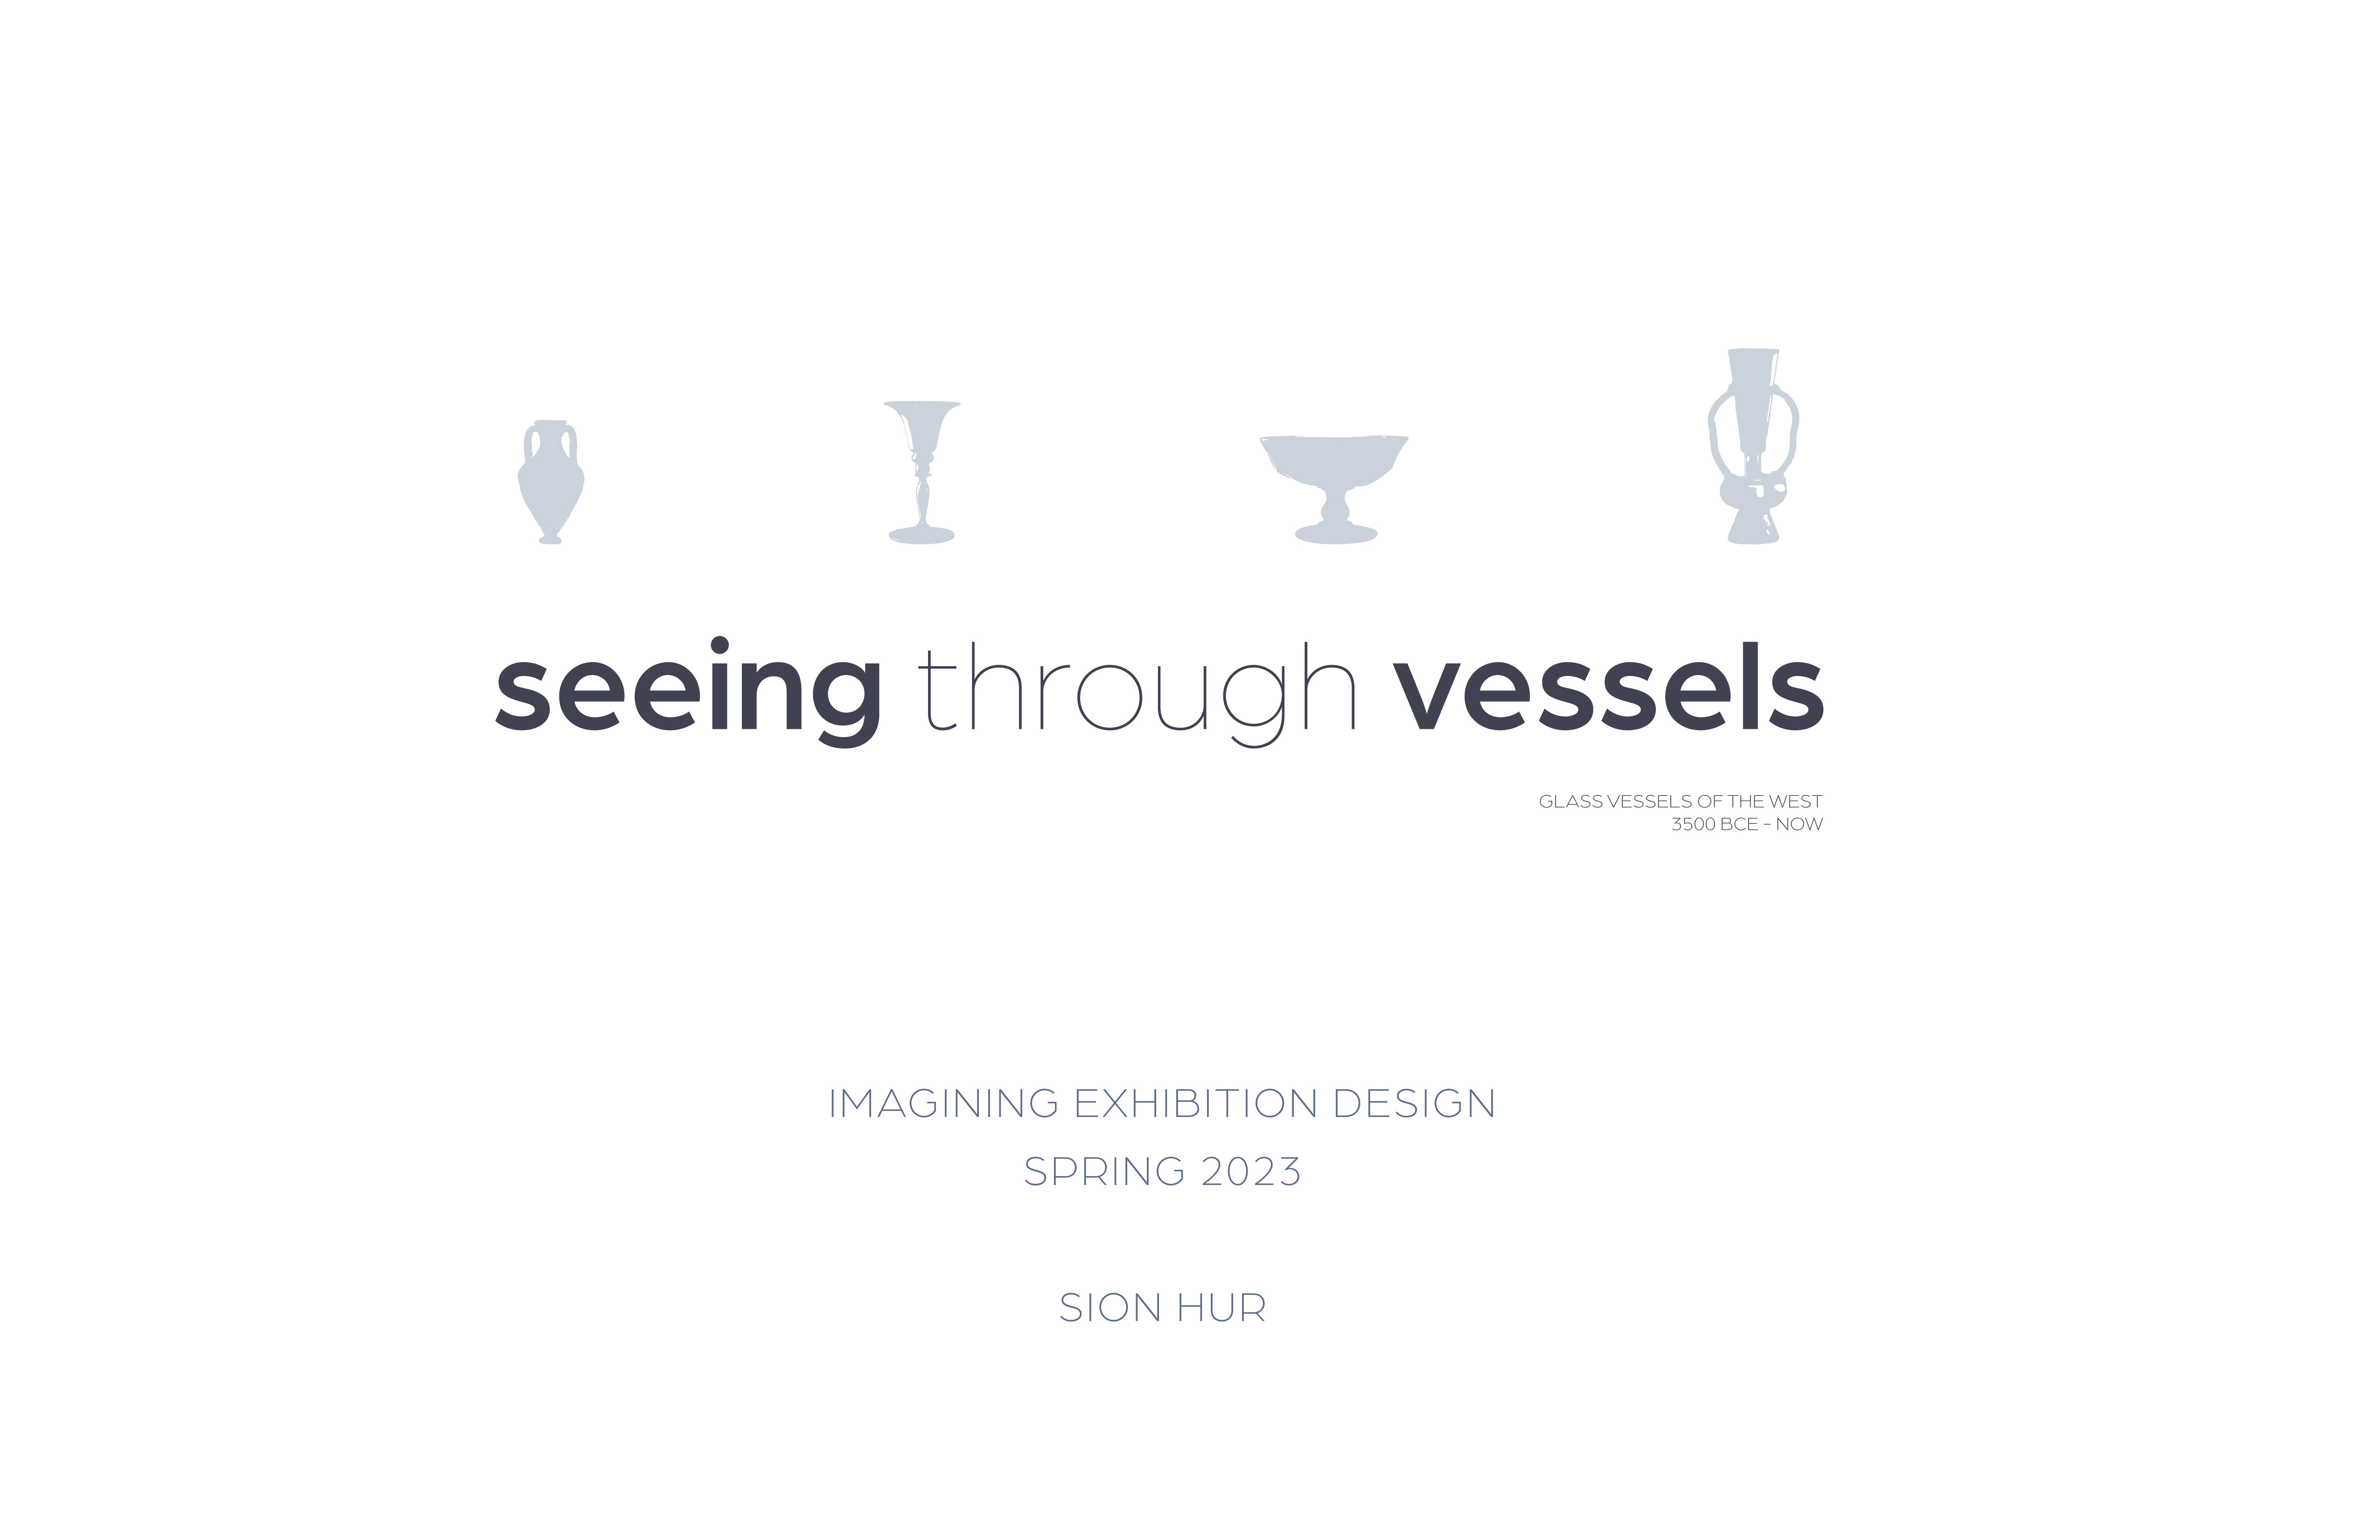 seeing through vessels
GLASS VESSELS OF THE WEST
3500 BCE – NOW
IMAGINING EXHIBITION DESIGN
SPRING 2023
SION HUR